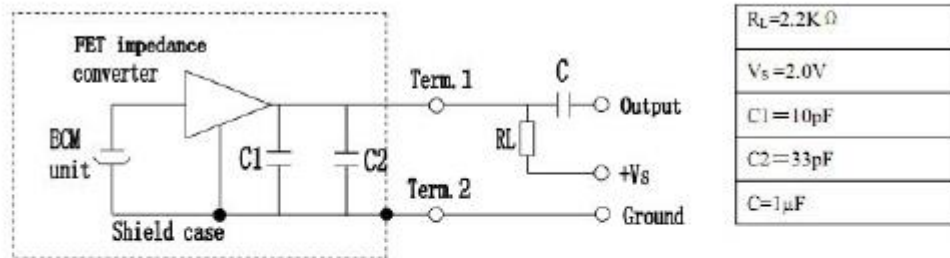 FET impedance
converter
ECM
unit
C1
C2
Shield case
Term.1
Term.2
C
RL
Output
+Vs
Ground
RL=2.2KΩ
VS=2.0V
C1=10pF
C2=33pF
C=1μF